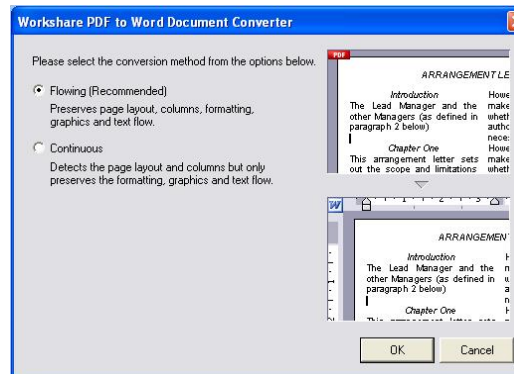 Workshare PDF to Word Document Converter
Please select the conversion method from the options below.
Flowing (Recommended)
Preserves page layout, columns, formatting,
graphics and text flow.
Continuous
Detects the page layout and columns but only
preserves the formatting, graphics and text flow.
PDF
ARRANGEMENT LE
Introduction
The Lead Manager and the
other Managers (as defined in
paragraph 2 below)
Chapter One
This arrangement letter sets
out the scope and limitations
Howe
make
wheth
autho
neces
Howe
make
wheth
W
1 2 3
ARRANGEMEN
Introduction
The Lead Manager and the
other Managers (as defined in
paragraph 2 below)
Chapter One
OK
Cancel